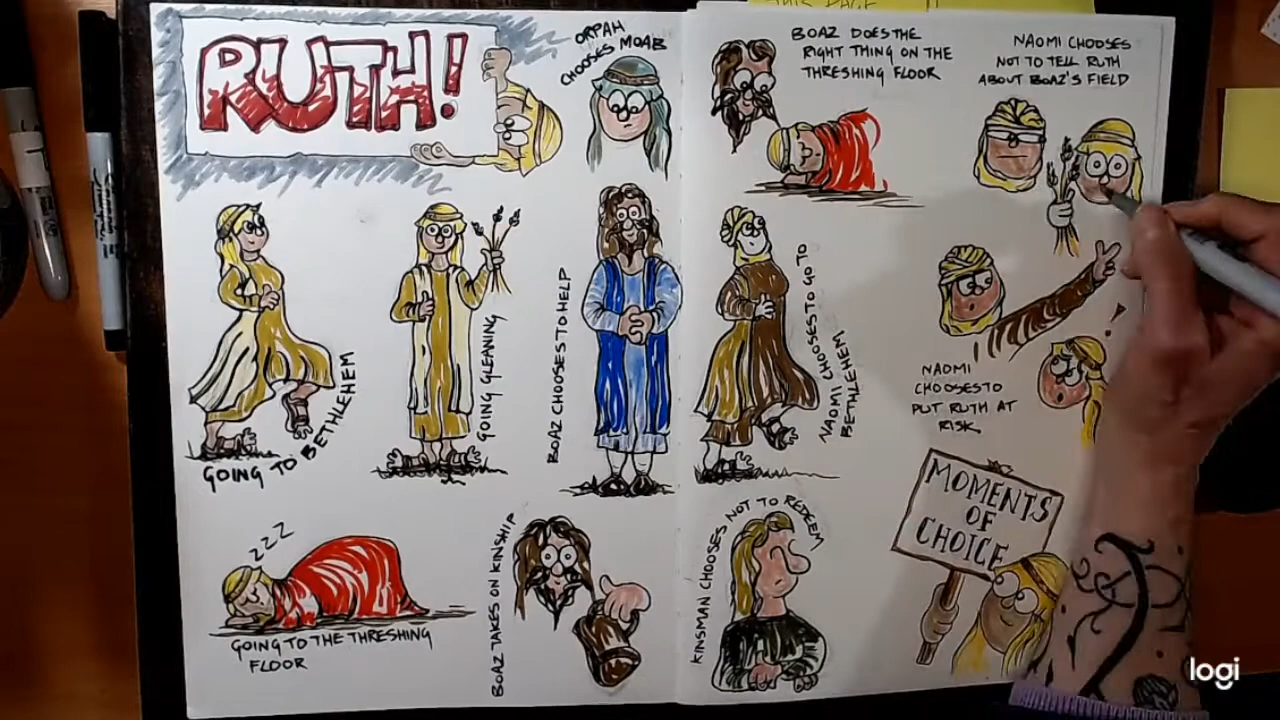 THIS PAGE
RUTH!
ORPAH
CHOOSES MOAB
BOAZ DOES THE
RIGHT THING ON THE
THRESHING FLOOR
NAOMI CHOOSES
NOT TO TELL RUTH
ABOUT BOAZ'S FIELD
GOING TO BETHLEHEM
GOING GLEANING
BOAZ CHOOSES TO HELP
NAOMI CHOOSES TO GO TO
BETHLEHEM
!
NAOMI
CHOOSES TO
PUT RUTH AT
RISK.
ZZZ
GOING TO THE THRESHING
FLOOR
BOAZ TAKES ON KINSHIP
KINSMAN CHOOSES NOT TO REDEEM
MOMENTS
OF
CHOICE
logi